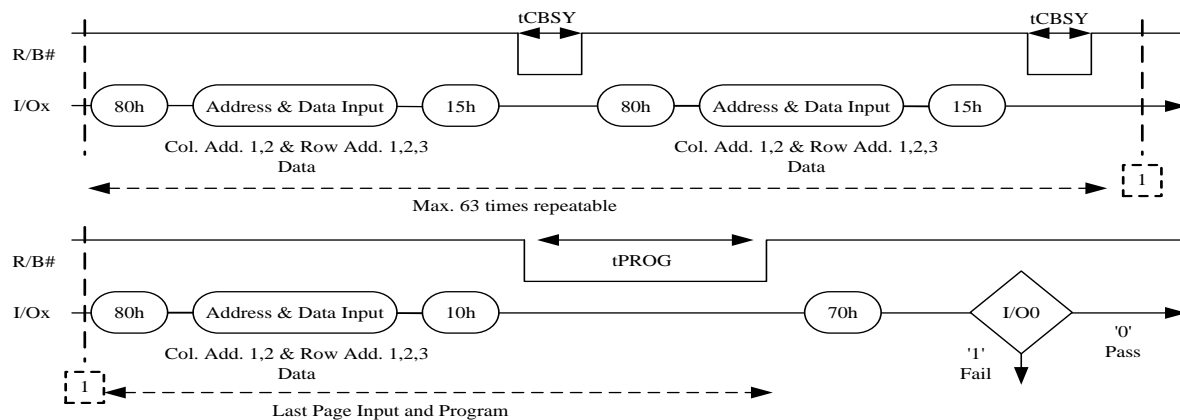 tCBSY tCBSY
R/B#
I/Ox 80h Address & Data Input 15h 80h Address & Data Input 15h
Col. Add. 1,2 & Row Add. 1,2,3 Col. Add. 1,2 & Row Add. 1,2,3
Data Data
1
Max. 63 times repeatable
R/B#
tPROG
I/Ox 80h Address & Data Input 10h 70h I/O0
'0'
Pass
'1'
Fail
Col. Add. 1,2 & Row Add. 1,2,3
Data
1
Last Page Input and Program